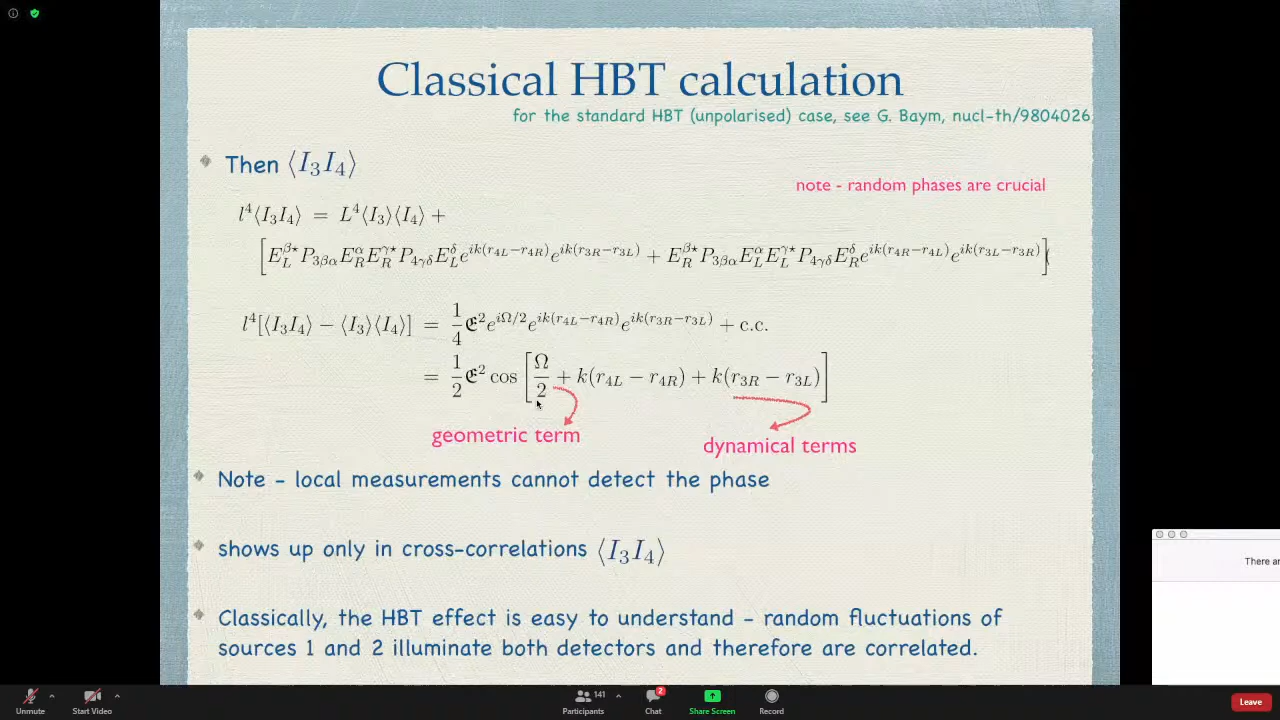 Classical HBT calculation
for the standard HBT (unpolarised) case, see G. Baym, nucl-th/9804026
Then ⟨I₃I₄⟩
note - random phases are crucial
l⁴⟨I₃I₄⟩ = L⁴⟨I₃⟩⟨I₄⟩ +
[E_L^{β⋆} P_{3βα} E_R^α E_R^{γ⋆} P_{4γδ} E_L^δ e^{ik(r_{4L}−r_{4R})} e^{ik(r_{3R}−r_{3L})} + E_R^{β⋆} P_{3βα} E_L^α E_L^{γ⋆} P_{4γδ} E_R^δ e^{ik(r_{4R}−r_{4L})} e^{ik(r_{3L}−r_{3R})}]
l⁴[⟨I₃I₄⟩ − ⟨I₃⟩⟨I₄⟩] = 1/4 𝕰² e^{iΩ/2} e^{ik(r_{4L}−r_{4R})} e^{ik(r_{3R}−r_{3L})} + c.c.
= 1/2 𝕰² cos [Ω/2 + k(r_{4L} − r_{4R}) + k(r_{3R} − r_{3L})]
geometric term
dynamical terms
Note - local measurements cannot detect the phase
shows up only in cross-correlations ⟨I₃I₄⟩
There ar
Classically, the HBT effect is easy to understand - random fluctuations of
sources 1 and 2 illuminate both detectors and therefore are correlated.
Unmute
Start Video
141
Participants
2
Chat
Share Screen
Record
Leave